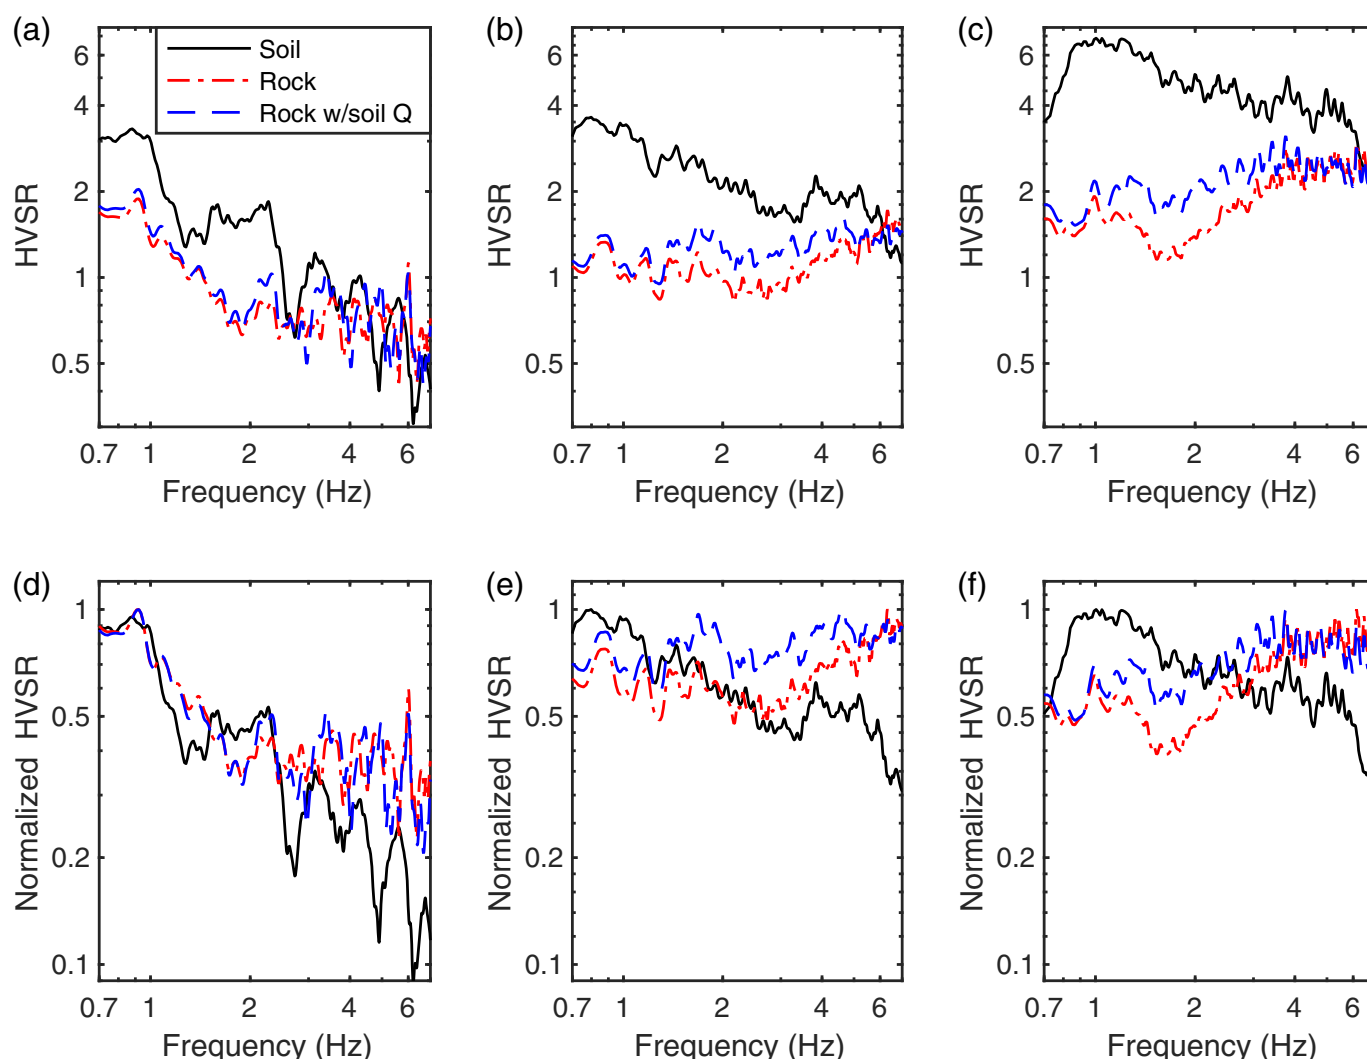 (a)
(b)
(c)
Soil
Rock
Rock w/soil Q
6
4
2
1
0.5
HVSR
0.7 1 2 4 6
Frequency (Hz)
6
4
2
1
0.5
HVSR
0.7 1 2 4 6
Frequency (Hz)
6
4
2
1
0.5
HVSR
0.7 1 2 4 6
Frequency (Hz)
(d)
(e)
(f)
1
0.5
0.2
0.1
Normalized HVSR
0.7 1 2 4 6
Frequency (Hz)
1
0.5
0.2
0.1
Normalized HVSR
0.7 1 2 4 6
Frequency (Hz)
1
0.5
0.2
0.1
Normalized HVSR
0.7 1 2 4 6
Frequency (Hz)